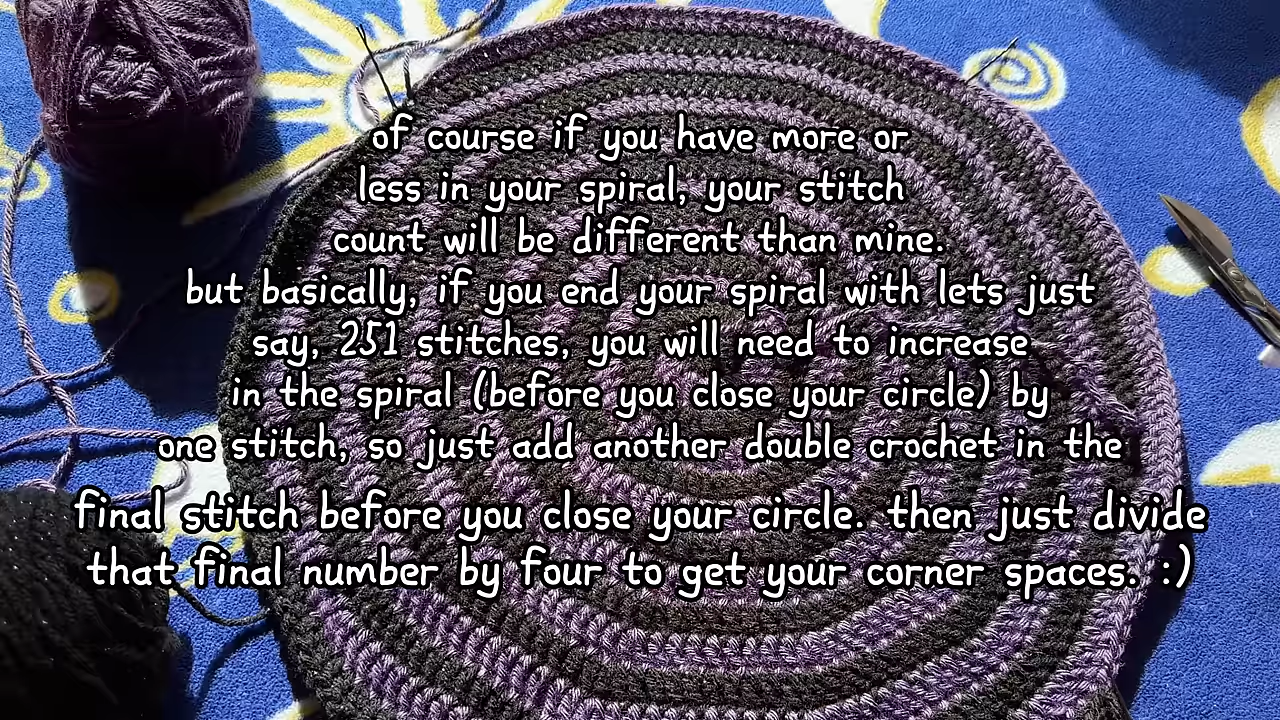 of course if you have more or
less in your spiral, your stitch
count will be different than mine.
but basically, if you end your spiral with lets just
say, 251 stitches, you will need to increase
in the spiral (before you close your circle) by
one stitch, so just add another double crochet in the
final stitch before you close your circle. then just divide
that final number by four to get your corner spaces. :)